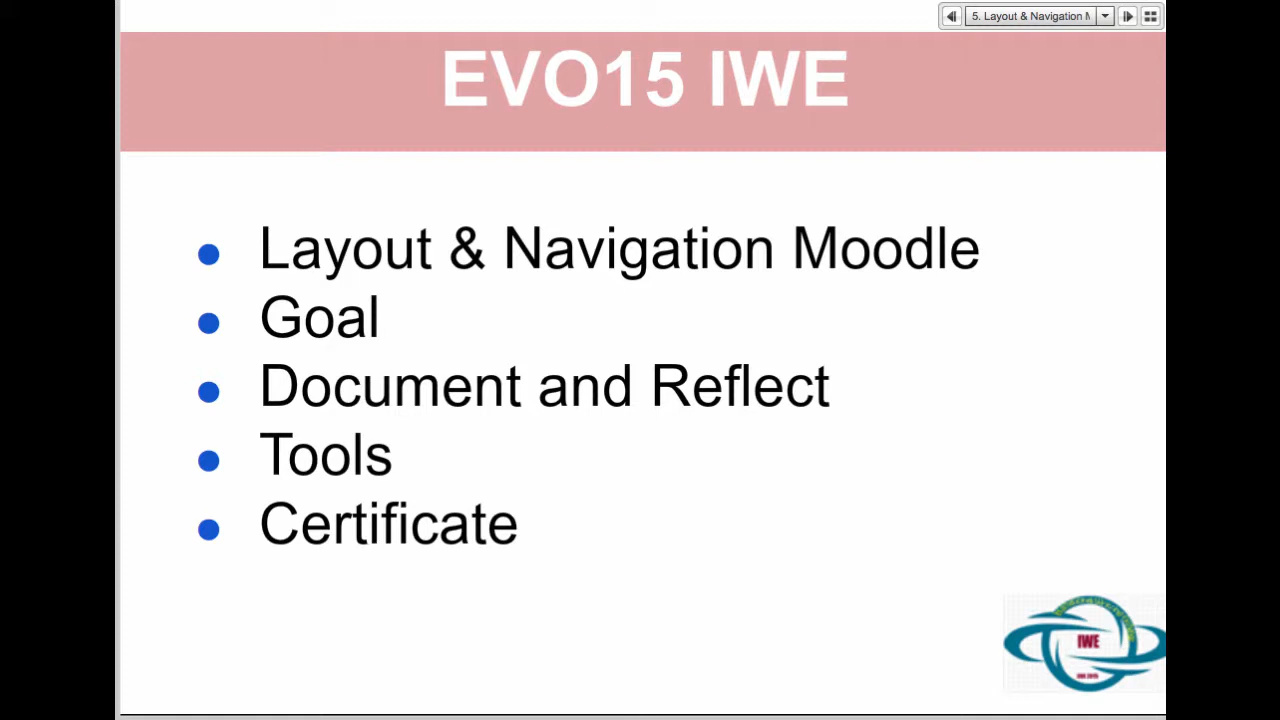 5. Layout & Navigation M
EVO15 IWE
Layout & Navigation Moodle
Goal
Document and Reflect
Tools
Certificate
IWE